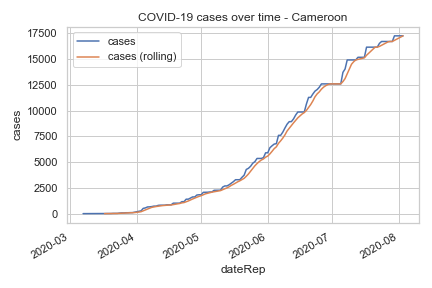 COVID-19 cases over time - Cameroon
cases
cases (rolling)
17500
15000
12500
10000
7500
5000
2500
0
cases
2020-03
2020-04
2020-05
2020-06
2020-07
2020-08
dateRep